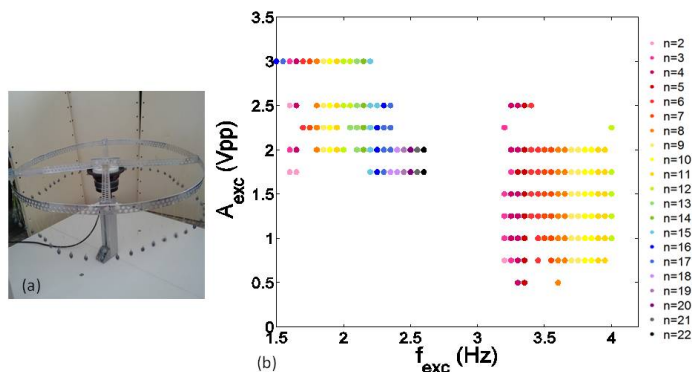 (a)
(b)
A_exc (Vpp)
3.5
3
2.5
2
1.5
1
0.5
0
1.5 2 2.5 3 3.5 4
f_exc (Hz)
n=2
n=3
n=4
n=5
n=6
n=7
n=8
n=9
n=10
n=11
n=12
n=13
n=14
n=15
n=16
n=17
n=18
n=19
n=20
n=21
n=22